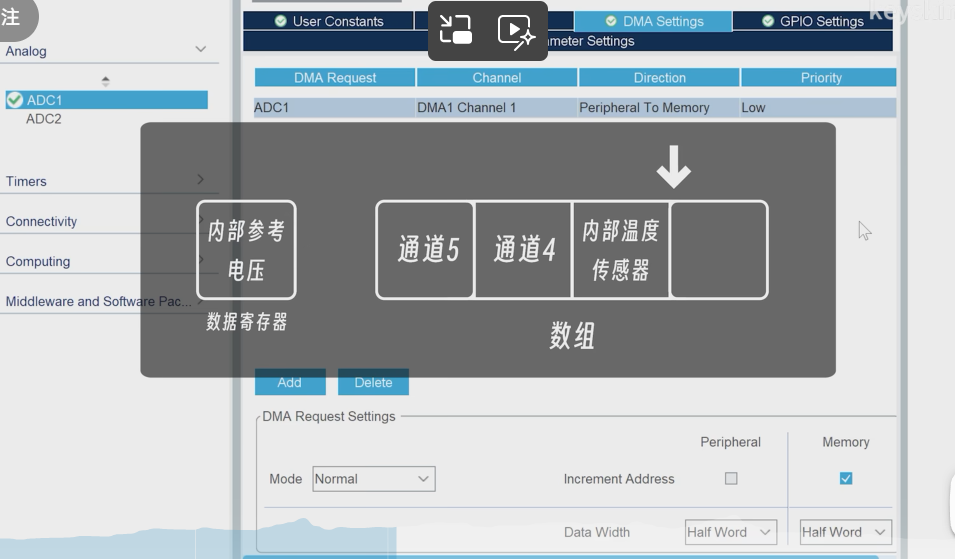 注
User Constants
DMA Settings
GPIO Settings
meter Settings
Analog
ADC1
ADC2
Timers
Connectivity
Computing
Middleware and Software Pac...
DMA Request
Channel
Direction
Priority
ADC1
DMA1 Channel 1
Peripheral To Memory
Low
内部参考
电压
数据寄存器
通道5
通道4
内部温度
传感器
数组
Add
Delete
DMA Request Settings
Peripheral
Memory
Mode
Normal
Increment Address
Data Width
Half Word
Half Word